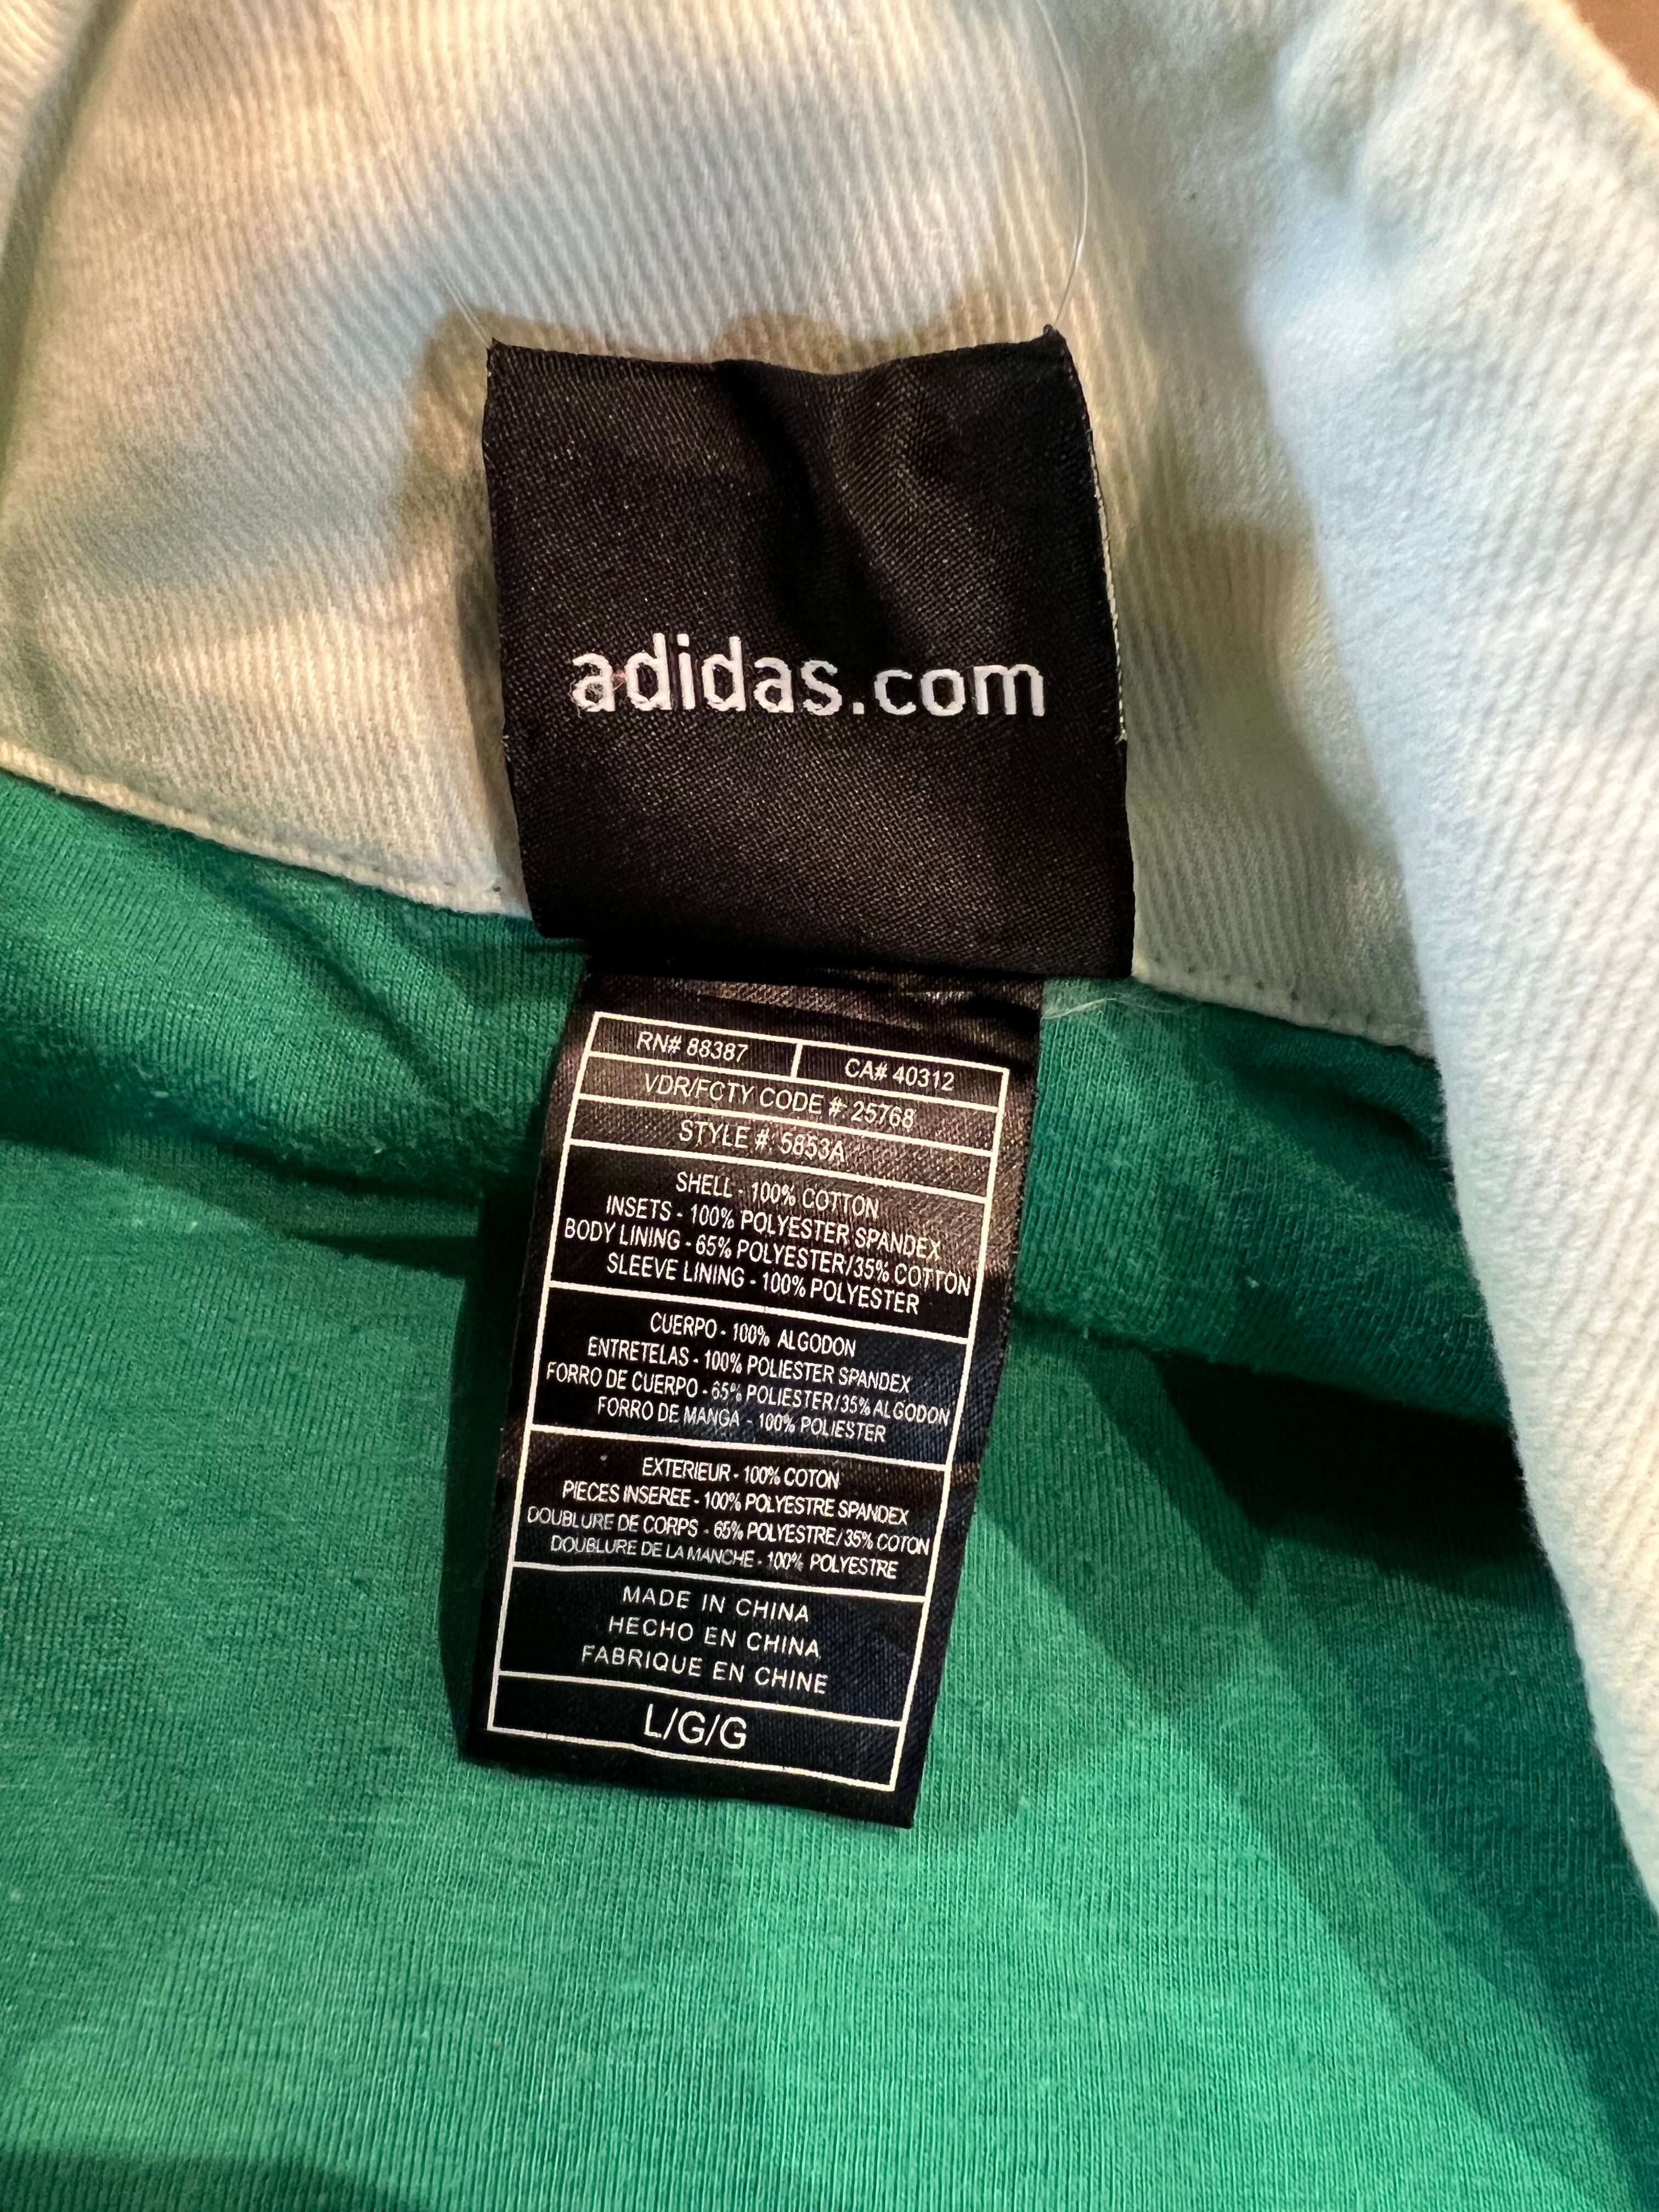 adidas.com
RN# 88387 CA# 40312
VDR/FCTY CODE # 25768
STYLE #: 5853A
SHELL - 100% COTTON
INSETS - 100% POLYESTER SPANDEX
BODY LINING - 65% POLYESTER/35% COTTON
SLEEVE LINING - 100% POLYESTER
CUERPO - 100% ALGODON
ENTRETELAS - 100% POLIESTER SPANDEX
FORRO DE CUERPO - 65% POLIESTER/35% ALGODON
FORRO DE MANGA - 100% POLIESTER
EXTERIEUR - 100% COTON
PIECES INSEREE - 100% POLYESTRE SPANDEX
DOUBLURE DE CORPS - 65% POLYESTRE/35% COTON
DOUBLURE DE LA MANCHE - 100% POLYESTRE
MADE IN CHINA
HECHO EN CHINA
FABRIQUE EN CHINE
L/G/G